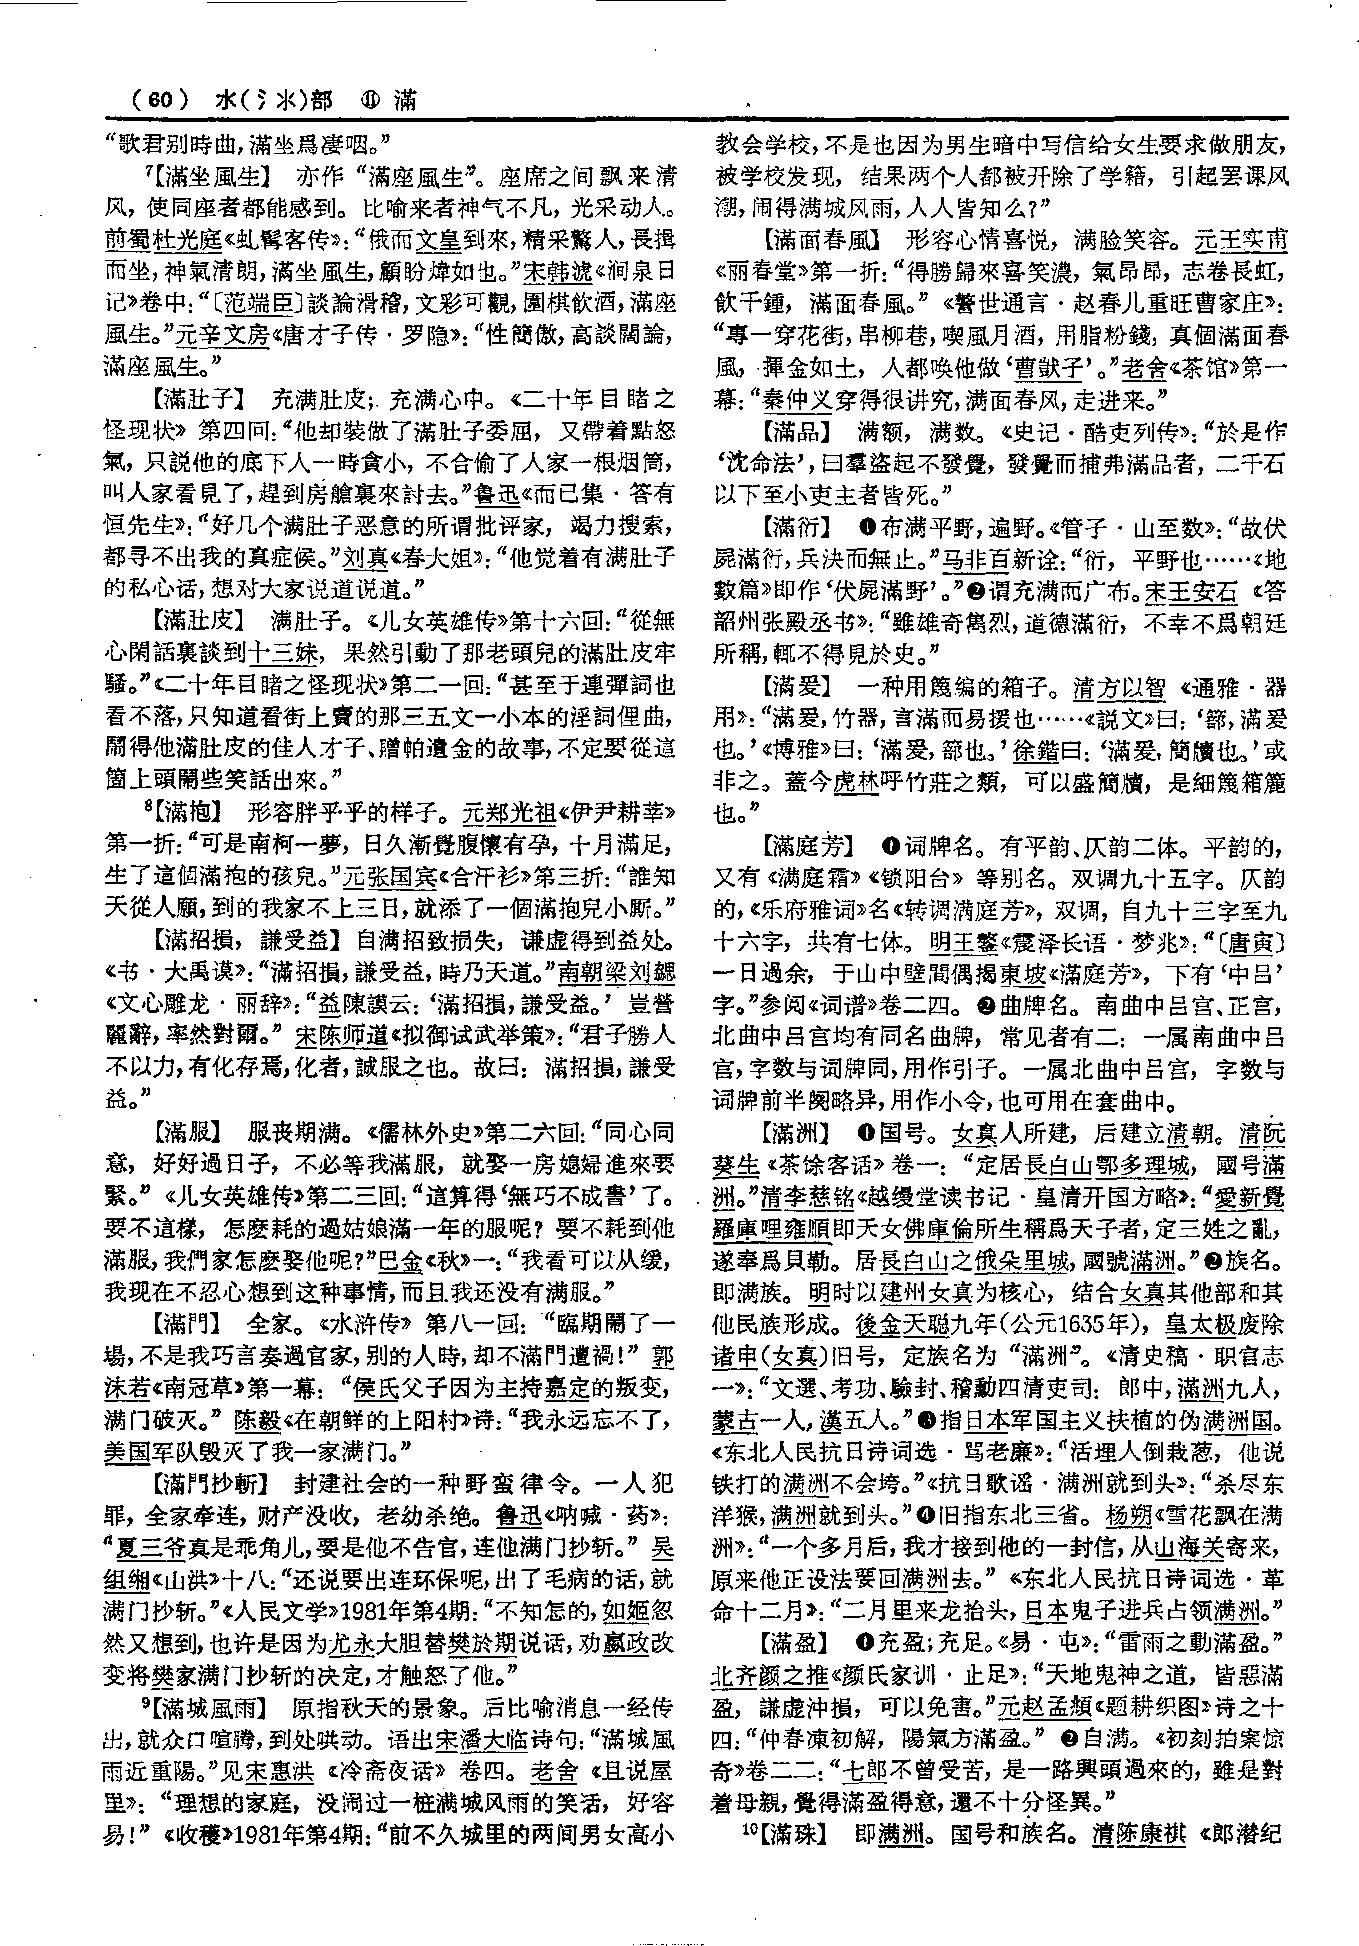 （60） 水(氵氺)部 ⑪ 滿
“歌君别時曲，滿坐爲凄咽。”
7【滿坐風生】 亦作“滿座風生”。座席之间飘来清
风，使同座者都能感到。比喻来者神气不凡，光采动人。
前蜀杜光庭《虬髯客传》：“俄而文皇到來，精采驚人，長揖
而坐，神氣清朗，滿坐風生，顧盼煒如也。”宋韩淲《涧泉日
记》卷中：“〔范端臣〕談論滑稽，文彩可觀，圍棋飲酒，滿座
風生。”元辛文房《唐才子传·罗隐》：“性簡傲，高談闊論，
滿座風生。”
【滿肚子】 充满肚皮；充满心中。《二十年目睹之
怪现状》第四回：“他却裝做了滿肚子委屈，又帶着點怒
氣，只説他的底下人一時貪小，不合偷了人家一根烟筒，
叫人家看見了，趕到房艙裏來討去。”鲁迅《而已集·答有
恒先生》：“好几个满肚子恶意的所谓批评家，竭力搜索，
都寻不出我的真症候。”刘真《春大姐》：“他觉着有满肚子
的私心话，想对大家说道说道。”
【滿肚皮】 满肚子。《儿女英雄传》第十六回：“從無
心閑話裏談到十三妹，果然引動了那老頭兒的滿肚皮牢
騷。”《二十年目睹之怪现状》第二一回：“甚至于連彈詞也
看不落，只知道看街上賣的那三五文一小本的淫詞俚曲，
鬧得他滿肚皮的佳人才子、贈帕遺金的故事，不定要從這
箇上頭鬧些笑話出來。”
8【滿抱】 形容胖乎乎的样子。元郑光祖《伊尹耕莘》
第一折：“可是南柯一夢，日久漸覺腹懷有孕，十月滿足，
生了這個滿抱的孩兒。”元张国宾《合汗衫》第三折：“誰知
天從人願，到的我家不上三日，就添了一個滿抱兒小厮。”
【滿招損，謙受益】自满招致损失，谦虚得到益处。
《书·大禹谟》：“滿招損，謙受益，時乃天道。”南朝梁刘勰
《文心雕龙·丽辞》：“益陳謨云：‘滿招損，謙受益。’豈營
麗辭，率然對爾。”宋陈师道《拟御试武举策》：“君子勝人
不以力，有化存焉，化者，誠服之也。故曰：滿招損，謙受
益。”
【滿服】 服丧期满。《儒林外史》第二六回：“同心同
意，好好過日子，不必等我滿服，就娶一房媳婦進來要
緊。”《儿女英雄传》第二三回：“這算得‘無巧不成書’了。
要不這樣，怎麽耗的過姑娘滿一年的服呢？要不耗到他
滿服，我們家怎麽娶他呢？”巴金《秋》一：“我看可以从缓，
我现在不忍心想到这种事情，而且我还没有满服。”
【滿門】 全家。《水浒传》第八一回：“臨期鬧了一
場，不是我巧言奏過官家，别的人時，却不滿門遭禍！”郭
沫若《南冠草》第一幕：“侯氏父子因为主持嘉定的叛变，
满门破灭。”陈毅《在朝鲜的上阳村》诗：“我永远忘不了，
美国军队毁灭了我一家满门。”
【滿門抄斬】 封建社会的一种野蛮律令。一人犯
罪，全家牵连，财产没收，老幼杀绝。鲁迅《呐喊·药》：
“夏三爷真是乖角儿，要是他不告官，连他满门抄斩。”吴
组缃《山洪》十八：“还说要出连环保呢，出了毛病的话，就
满门抄斩。”《人民文学》1981年第4期：“不知怎的，如姬忽
然又想到，也许是因为尤永大胆替樊於期说话，劝嬴政改
变将樊家满门抄斩的决定，才触怒了他。”
9【滿城風雨】 原指秋天的景象。后比喻消息一经传
出，就众口喧腾，到处哄动。语出宋潘大临诗句：“滿城風
雨近重陽。”见宋惠洪《冷斋夜话》卷四。老舍《且说屋
里》：“理想的家庭，没闹过一桩满城风雨的笑话，好容
易！”《收穫》1981年第4期：“前不久城里的两间男女高小
教会学校，不是也因为男生暗中写信给女生要求做朋友，
被学校发现，结果两个人都被开除了学籍，引起罢课风
潮，闹得满城风雨，人人皆知么？”
【滿面春風】 形容心情喜悦，满脸笑容。元王实甫
《丽春堂》第一折：“得勝歸來喜笑濃，氣昂昂，志卷長虹，
飲千鍾，滿面春風。”《警世通言·赵春儿重旺曹家庄》：
“專一穿花街，串柳巷，喫風月酒，用脂粉錢，真個滿面春
風，揮金如土，人都唤他做‘曹獃子’。”老舍《茶馆》第一
幕：“秦仲义穿得很讲究，满面春风，走进来。”
【滿品】 满额，满数。《史记·酷吏列传》：“於是作
‘沈命法’，曰羣盜起不發覺，發覺而捕弗滿品者，二千石
以下至小吏主者皆死。”
【滿衍】 ❶布满平野，遍野。《管子·山至数》：“故伏
屍滿衍，兵決而無止。”马非百新诠：“衍，平野也……《地
數篇》即作‘伏屍滿野’。”❷谓充满而广布。宋王安石《答
韶州张殿丞书》：“雖雄奇雋烈，道德滿衍，不幸不爲朝廷
所稱，輒不得見於史。”
【滿爰】 一种用篾编的箱子。清方以智《通雅·器
用》：“滿爰，竹器，言滿而易援也……《説文》曰：‘篰，滿爰
也。’《博雅》曰：‘滿爰，篰也。’徐鍇曰：‘滿爰，簡牘也。’或
非之。蓋今虎林呼竹莊之類，可以盛簡牘，是細篾箱簏
也。”
【滿庭芳】 ❶词牌名。有平韵、仄韵二体。平韵的，
又有《满庭霜》《锁阳台》等别名。双调九十五字。仄韵
的，《乐府雅词》名《转调满庭芳》，双调，自九十三字至九
十六字，共有七体。明王鏊《震泽长语·梦兆》：“〔唐寅〕
一日過余，于山中壁間偶揭東坡《滿庭芳》，下有‘中吕’
字。”参阅《词谱》卷二四。❷曲牌名。南曲中吕宫、正宫，
北曲中吕宫均有同名曲牌，常见者有二：一属南曲中吕
宫，字数与词牌同，用作引子。一属北曲中吕宫，字数与
词牌前半阕略异，用作小令，也可用在套曲中。
【滿洲】 ❶国号。女真人所建，后建立清朝。清阮
葵生《茶馀客话》卷一：“定居長白山鄂多理城，國号滿
洲。”清李慈铭《越缦堂读书记·皇清开国方略》：“愛新覺
羅庫哩雍順即天女佛庫倫所生稱爲天子者，定三姓之亂，
遂奉爲貝勒。居長白山之俄朵里城，國號滿洲。”❷族名。
即满族。明时以建州女真为核心，结合女真其他部和其
他民族形成。後金天聪九年(公元1635年)，皇太极废除
诸申(女真)旧号，定族名为“滿洲”。《清史稿·职官志
一》：“文選、考功、驗封、稽勳四清吏司：郎中，滿洲九人，
蒙古一人，漢五人。”❸指日本军国主义扶植的伪满洲国。
《东北人民抗日诗词选·骂老廉》：“活埋人倒栽葱，他说
铁打的满洲不会垮。”《抗日歌谣·满洲就到头》：“杀尽东
洋猴，满洲就到头。”❹旧指东北三省。杨朔《雪花飘在满
洲》：“一个多月后，我才接到他的一封信，从山海关寄来，
原来他正设法要回满洲去。”《东北人民抗日诗词选·革
命十二月》：“二月里来龙抬头，日本鬼子进兵占领满洲。”
【滿盈】 ❶充盈；充足。《易·屯》：“雷雨之動滿盈。”
北齐颜之推《颜氏家训·止足》：“天地鬼神之道，皆惡滿
盈，謙虚沖損，可以免害。”元赵孟頫《题耕织图》诗之十
四：“仲春凍初解，陽氣方滿盈。”❷自满。《初刻拍案惊
奇》卷二二：“七郎不曾受苦，是一路興頭過來的，雖是對
着母親，覺得滿盈得意，還不十分怪異。”
10【滿珠】 即满洲。国号和族名。清陈康祺《郎潜纪